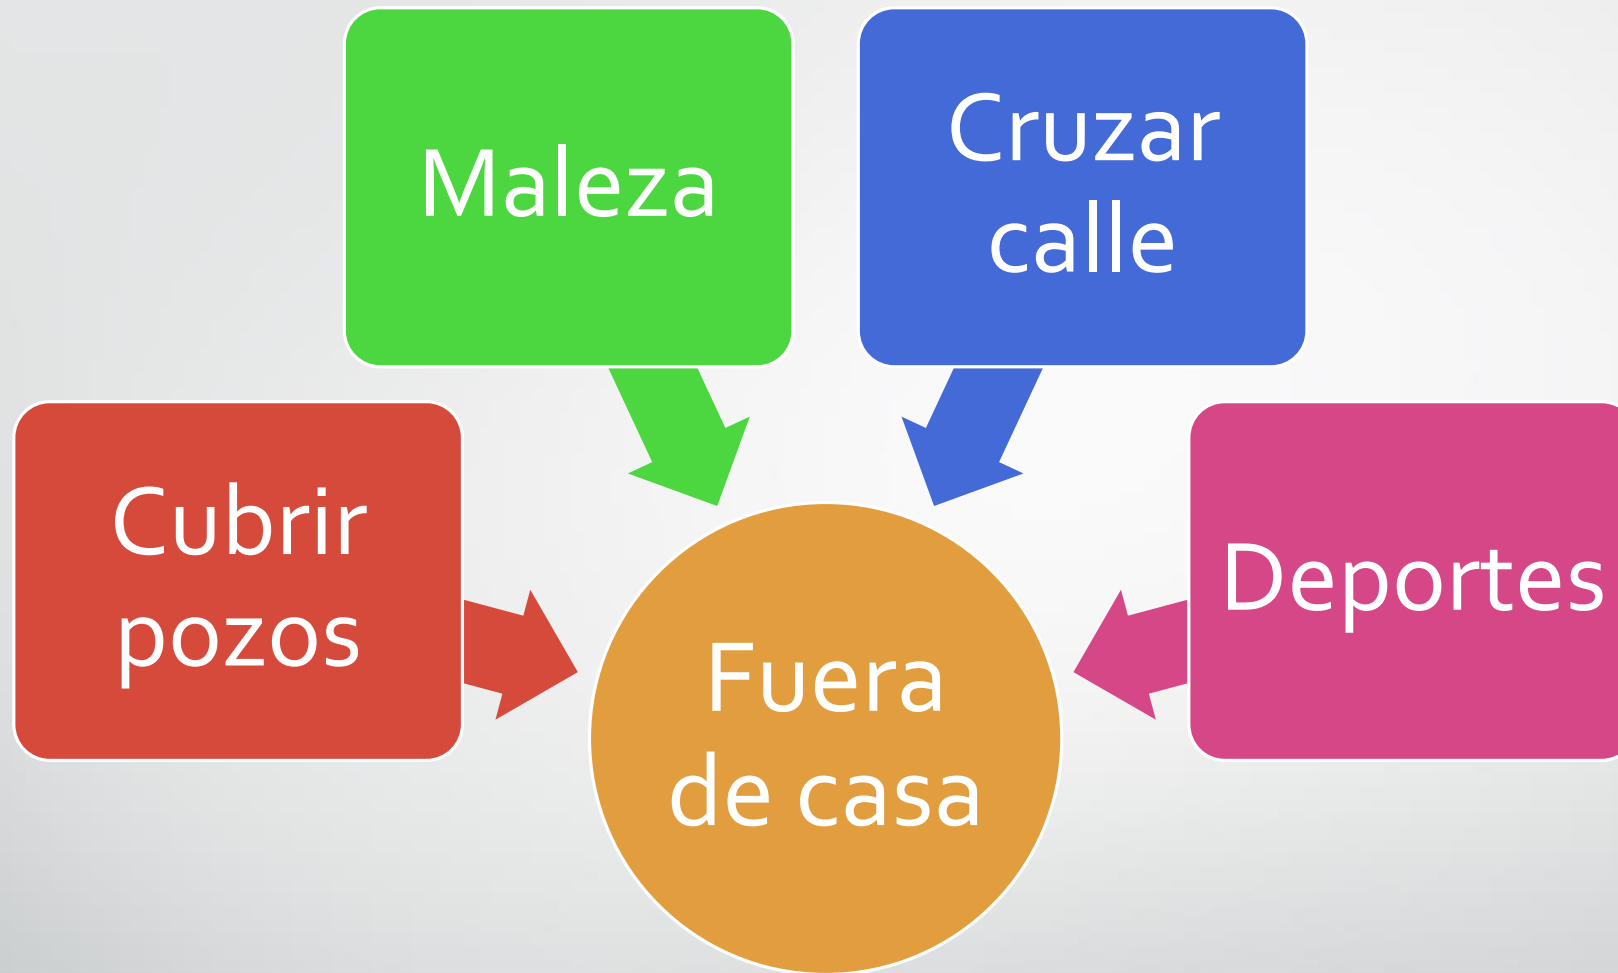 Maleza
Cruzar
calle
Cubrir
pozos
Deportes
Fuera
de casa